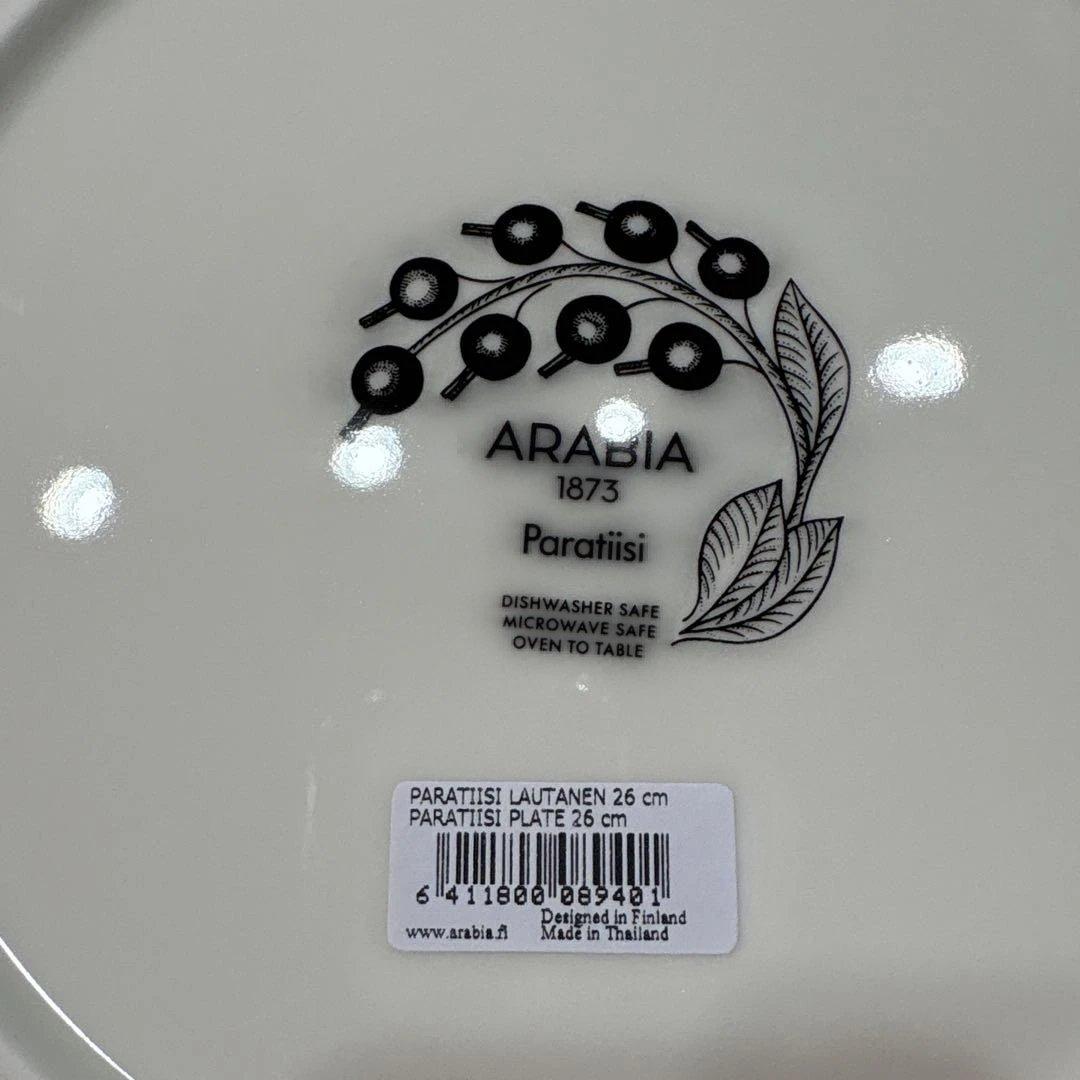 ARABIA
1873
Paratiisi
DISHWASHER SAFE
MICROWAVE SAFE
OVEN TO TABLE
PARATIISI LAUTANEN 26 cm
PARATIISI PLATE 26 cm
6 411800 089401
Designed in Finland
www.arabia.fi Made in Thailand